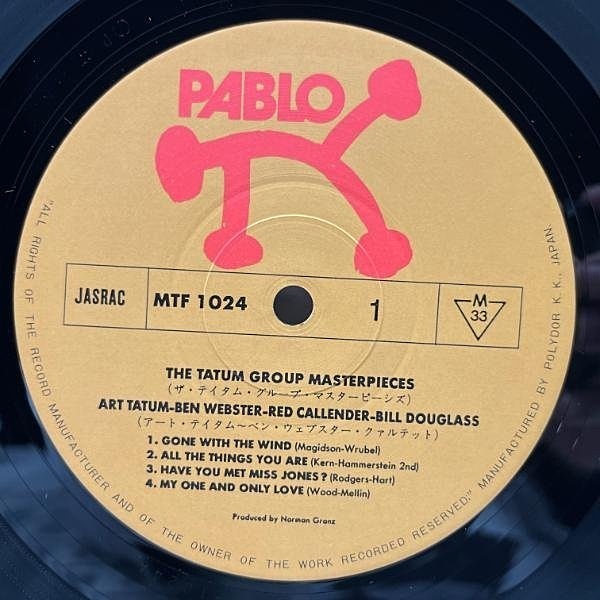 PABLO
JASRAC
MTF 1024
1
M
33
THE TATUM GROUP MASTERPIECES
(ザ・テイタム・グループ・マスターピーシズ)
ART TATUM-BEN WEBSTER-RED CALLENDER-BILL DOUGLASS
(アート・テイタム〜ベン・ウェブスター・クァルテット)
1. GONE WITH THE WIND (Magidson-Wrubel)
2. ALL THE THINGS YOU ARE (Kern-Hammerstein 2nd)
3. HAVE YOU MET MISS JONES? (Rodgers-Hart)
4. MY ONE AND ONLY LOVE (Wood-Mellin)
Produced by Norman Granz
"ALL RIGHTS OF THE RECORD MANUFACTURER AND OF THE OWNER OF THE WORK RECORDED RESERVED." MANUFACTURED BY POLYDOR K. K., JAPAN.